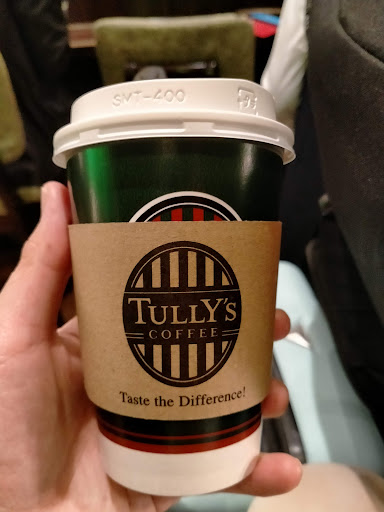 SMT-400
TULLY'S
COFFEE
Taste the Difference!